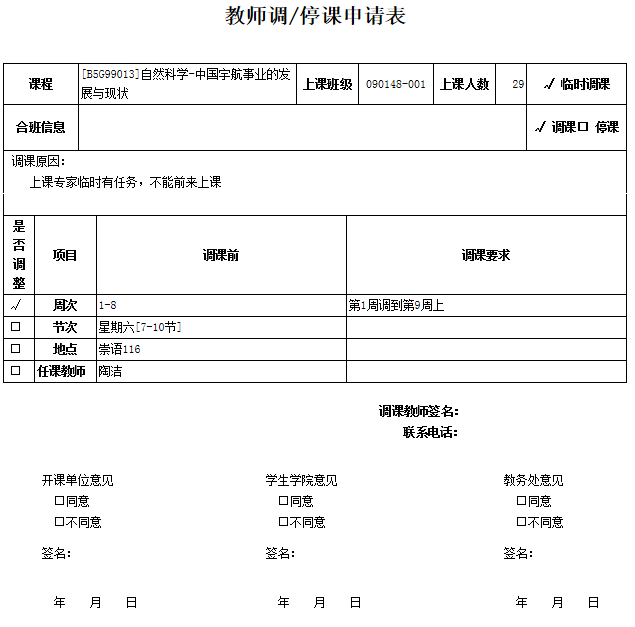 教师调/停课申请表
课程 [B5G99013]自然科学-中国宇航事业的发 上课班级 090148-001 上课人数 29 √ 临时调课
展与现状
合班信息 √ 调课□ 停课
调课原因：
上课专家临时有任务，不能前来上课
是否调整 项目 调课前 调课要求
√ 周次 1-8 第1周调到第9周上
□ 节次 星期六[7-10节]
□ 地点 崇语116
□ 任课教师 陶洁
调课教师签名：
联系电话：
开课单位意见 学生学院意见 教务处意见
□同意 □同意 □同意
□不同意 □不同意 □不同意
签名： 签名： 签名：
年 月 日 年 月 日 年 月 日